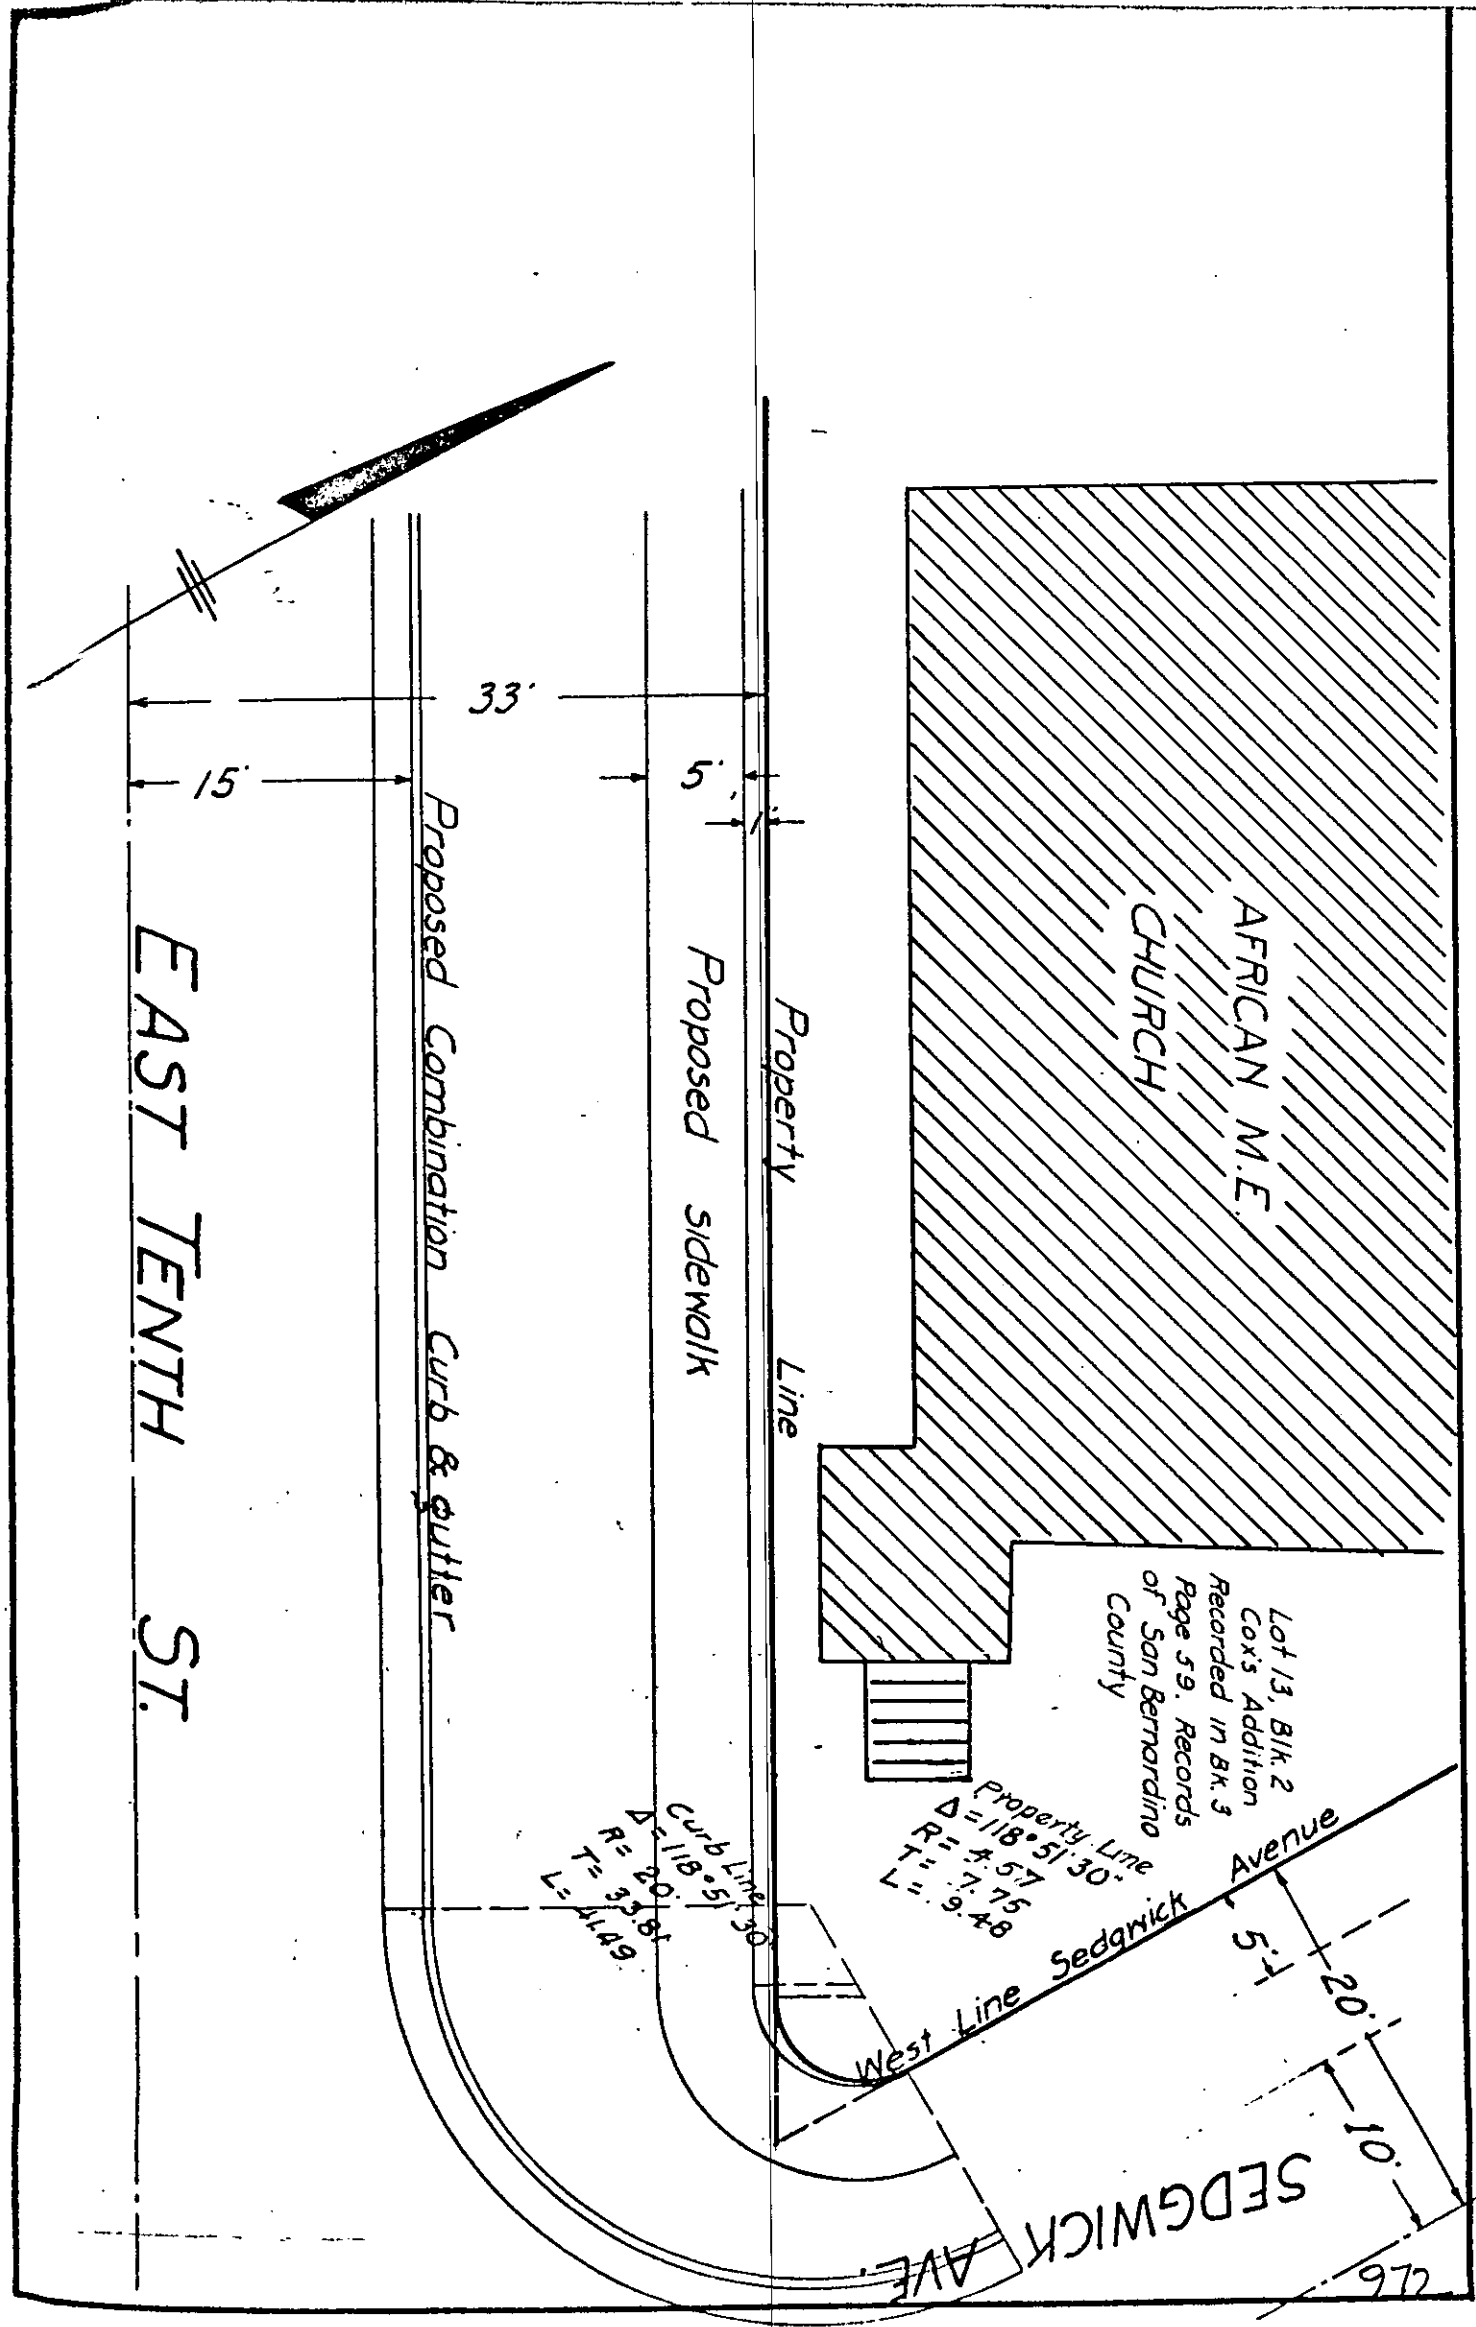 AFRICAN M.E.
CHURCH
Lot 13, Blk. 2
Cox's Addition
Recorded in Bk. 3
Page 59. Records
of San Bernardino
County
Property Line
Δ = 118° 51' 30"
R = 4.57
T = 7.75
L = 9.48
West Line Sedgwick Avenue
5'
20'
10'
SEDGWICK AVE.
972
Property Line
1'
5'
Proposed sidewalk
33'
15'
Proposed Combination Curb & gutter
Curb Line
Δ = 118° 51' 30"
R = 20'
T = 33.81
L = 41.49
EAST TENTH ST.